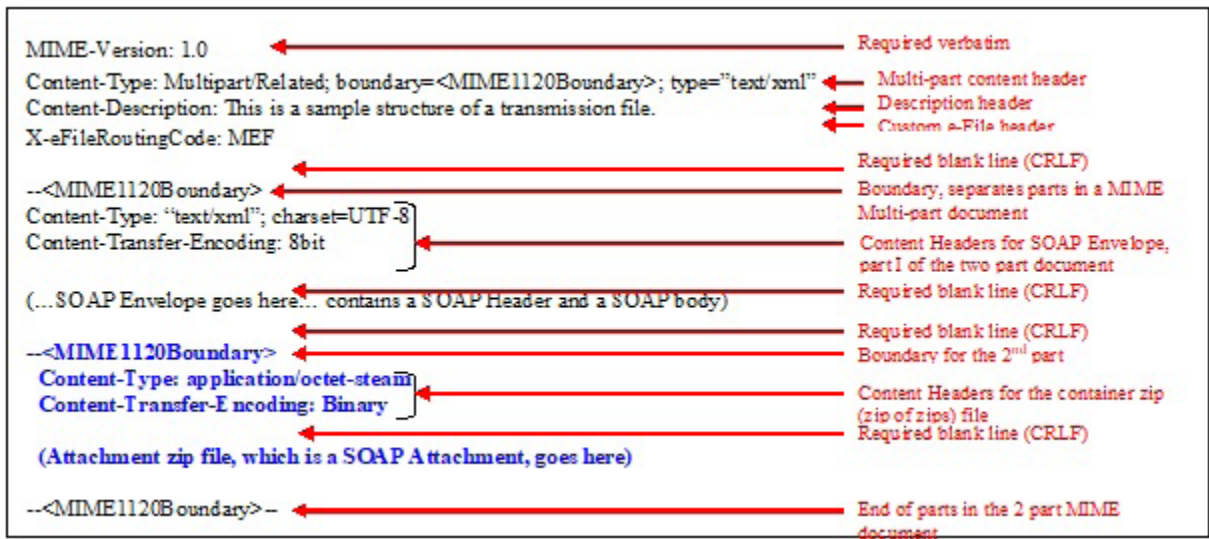 MIME-Version: 1.0
Required verbatim
Content-Type: Multipart/Related; boundary=<MIME1120Boundary>; type=”text/xml”
Multi-part content header
Content-Description: This is a sample structure of a transmission file.
Description header
Custom e-File header
X-eFileRoutingCode: MEF
Required blank line (CRLF)
--<MIME1120Boundary>
Boundary, separates parts in a MIME
Multi-part document
Content-Type: “text/xml”; charset=UTF-8
Content-Transfer-Encoding: 8bit
Content Headers for SOAP Envelope,
part I of the two part document
Required blank line (CRLF)
(…SOAP Envelope goes here… contains a SOAP Header and a SOAP body)
Required blank line (CRLF)
--<MIME1120Boundary>
Boundary for the 2nd part
Content-Type: application/octet-steam
Content-Transfer-Encoding: Binary
Content Headers for the container zip
(zip of zips) file
Required blank line (CRLF)
(Attachment zip file, which is a SOAP Attachment, goes here)
--<MIME1120Boundary>--
End of parts in the 2 part MIME
document